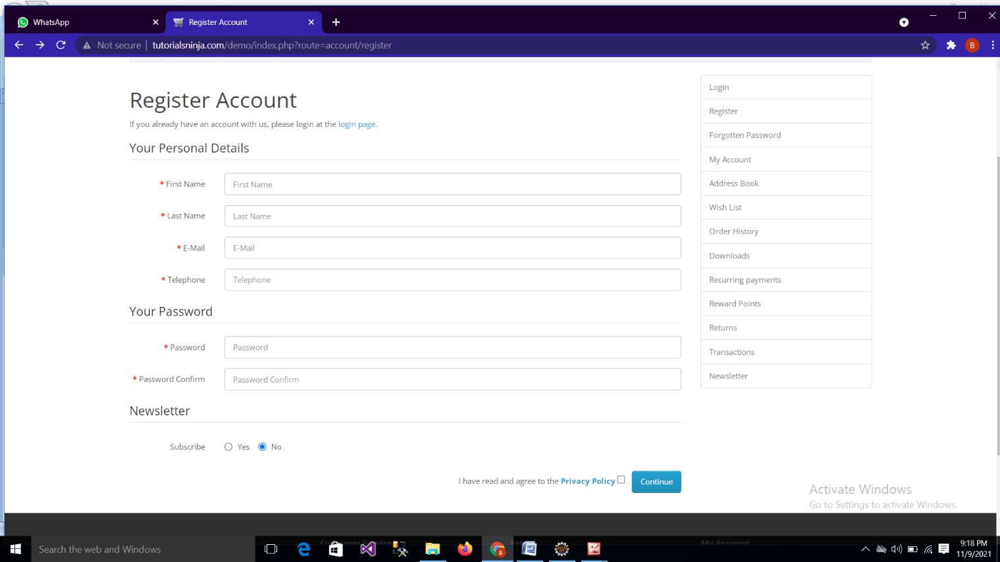 WhatsApp
Register Account
Not secure | tutorialsninja.com/demo/index.php?route=account/register
B
Register Account
If you already have an account with us, please login at the login page.
Your Personal Details
* First Name
First Name
* Last Name
Last Name
* E-Mail
E-Mail
* Telephone
Telephone
Your Password
* Password
Password
* Password Confirm
Password Confirm
Newsletter
Subscribe
Yes
No
I have read and agree to the Privacy Policy
Continue
Login
Register
Forgotten Password
My Account
Address Book
Wish List
Order History
Downloads
Recurring payments
Reward Points
Returns
Transactions
Newsletter
Activate Windows
Go to Settings to activate Windows.
Customer Service
My Account
Search the web and Windows
9:18 PM
11/9/2021